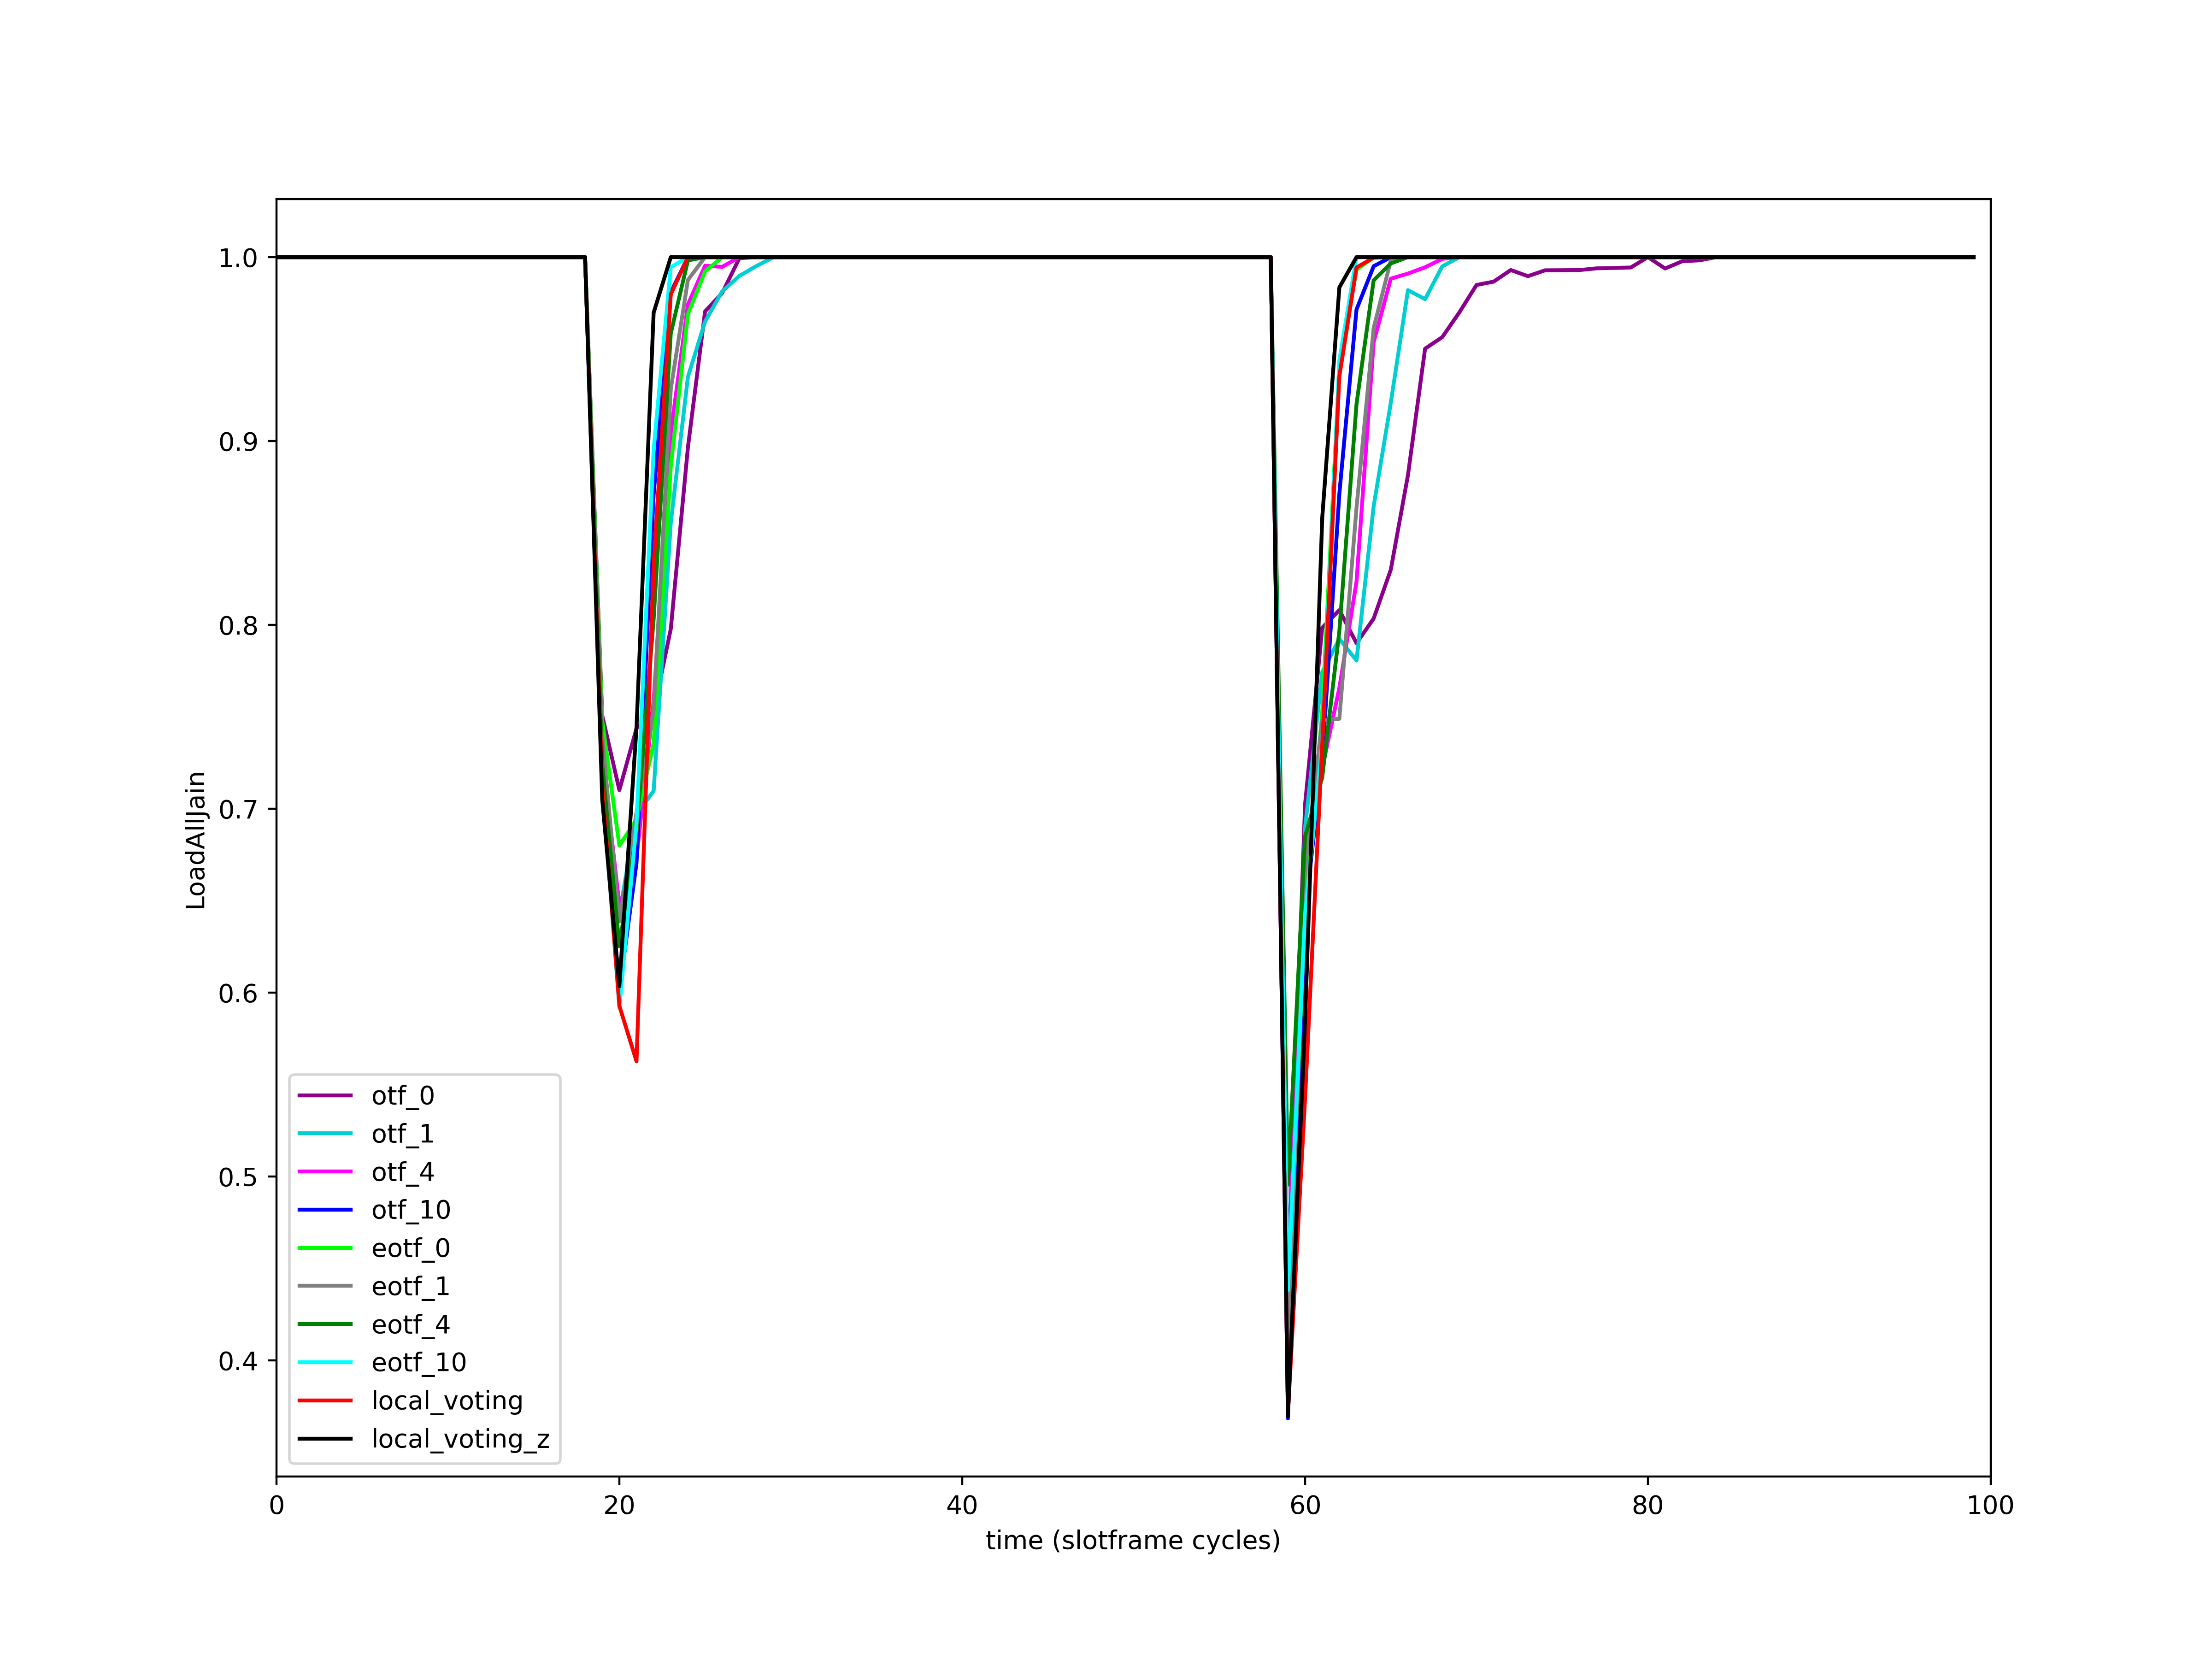 1.0
0.9
0.8
0.7
0.6
0.5
0.4
LoadAllJain
otf_0
otf_1
otf_4
otf_10
eotf_0
eotf_1
eotf_4
eotf_10
local_voting
local_voting_z
0 20 40 60 80 100
time (slotframe cycles)